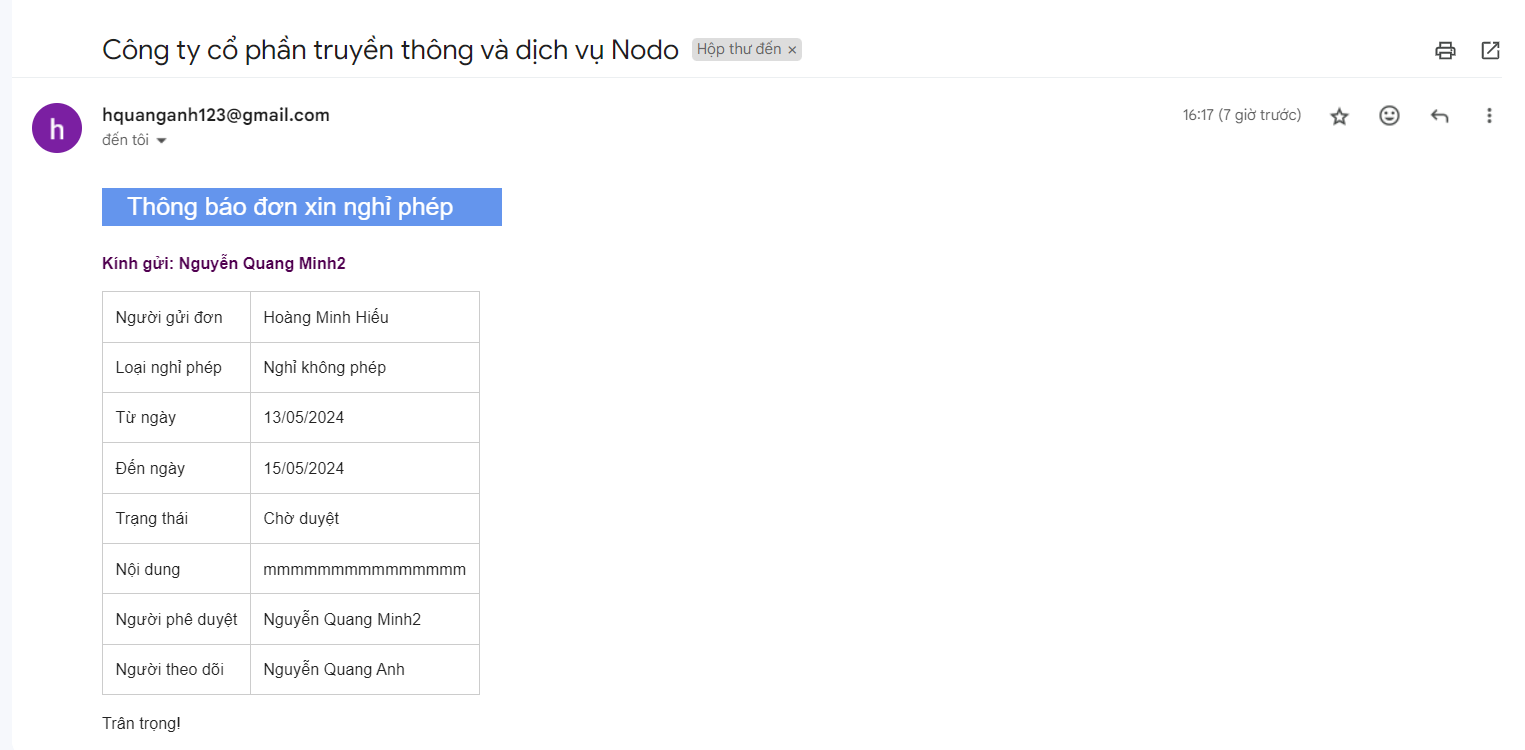 Công ty cổ phần truyền thông và dịch vụ Nodo Hộp thư đến ×
h
hquanganh123@gmail.com 16:17 (7 giờ trước)
đến tôi
Thông báo đơn xin nghỉ phép
Kính gửi: Nguyễn Quang Minh2
Người gửi đơn Hoàng Minh Hiếu
Loại nghỉ phép Nghỉ không phép
Từ ngày 13/05/2024
Đến ngày 15/05/2024
Trạng thái Chờ duyệt
Nội dung mmmmmmmmmmmmmmm
Người phê duyệt Nguyễn Quang Minh2
Người theo dõi Nguyễn Quang Anh
Trân trọng!